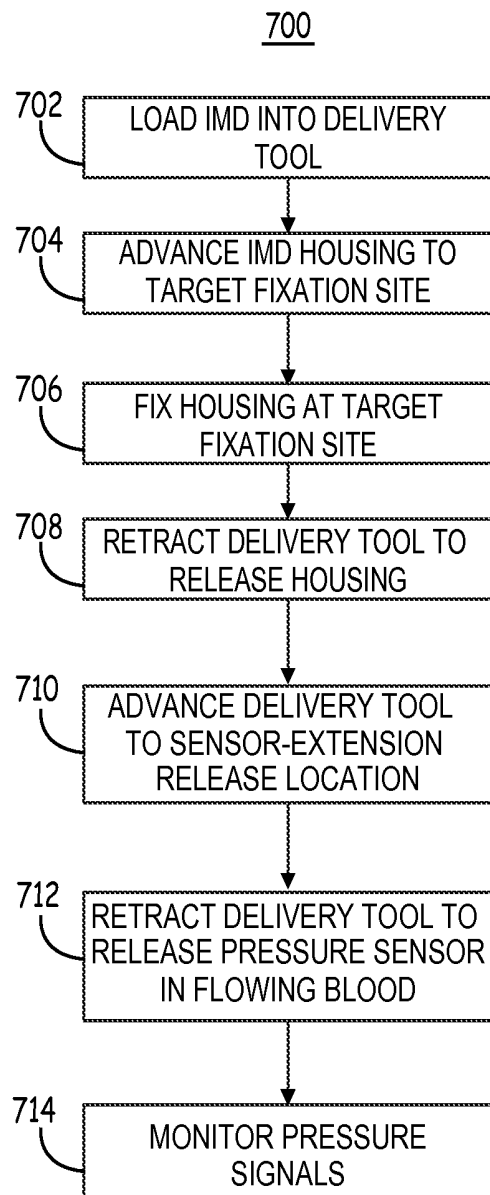 700
702
LOAD IMD INTO DELIVERY
TOOL
704
ADVANCE IMD HOUSING TO
TARGET FIXATION SITE
706
FIX HOUSING AT TARGET
FIXATION SITE
708
RETRACT DELIVERY TOOL TO
RELEASE HOUSING
710
ADVANCE DELIVERY TOOL
TO SENSOR-EXTENSION
RELEASE LOCATION
712
RETRACT DELIVERY TOOL TO
RELEASE PRESSURE SENSOR
IN FLOWING BLOOD
714
MONITOR PRESSURE
SIGNALS